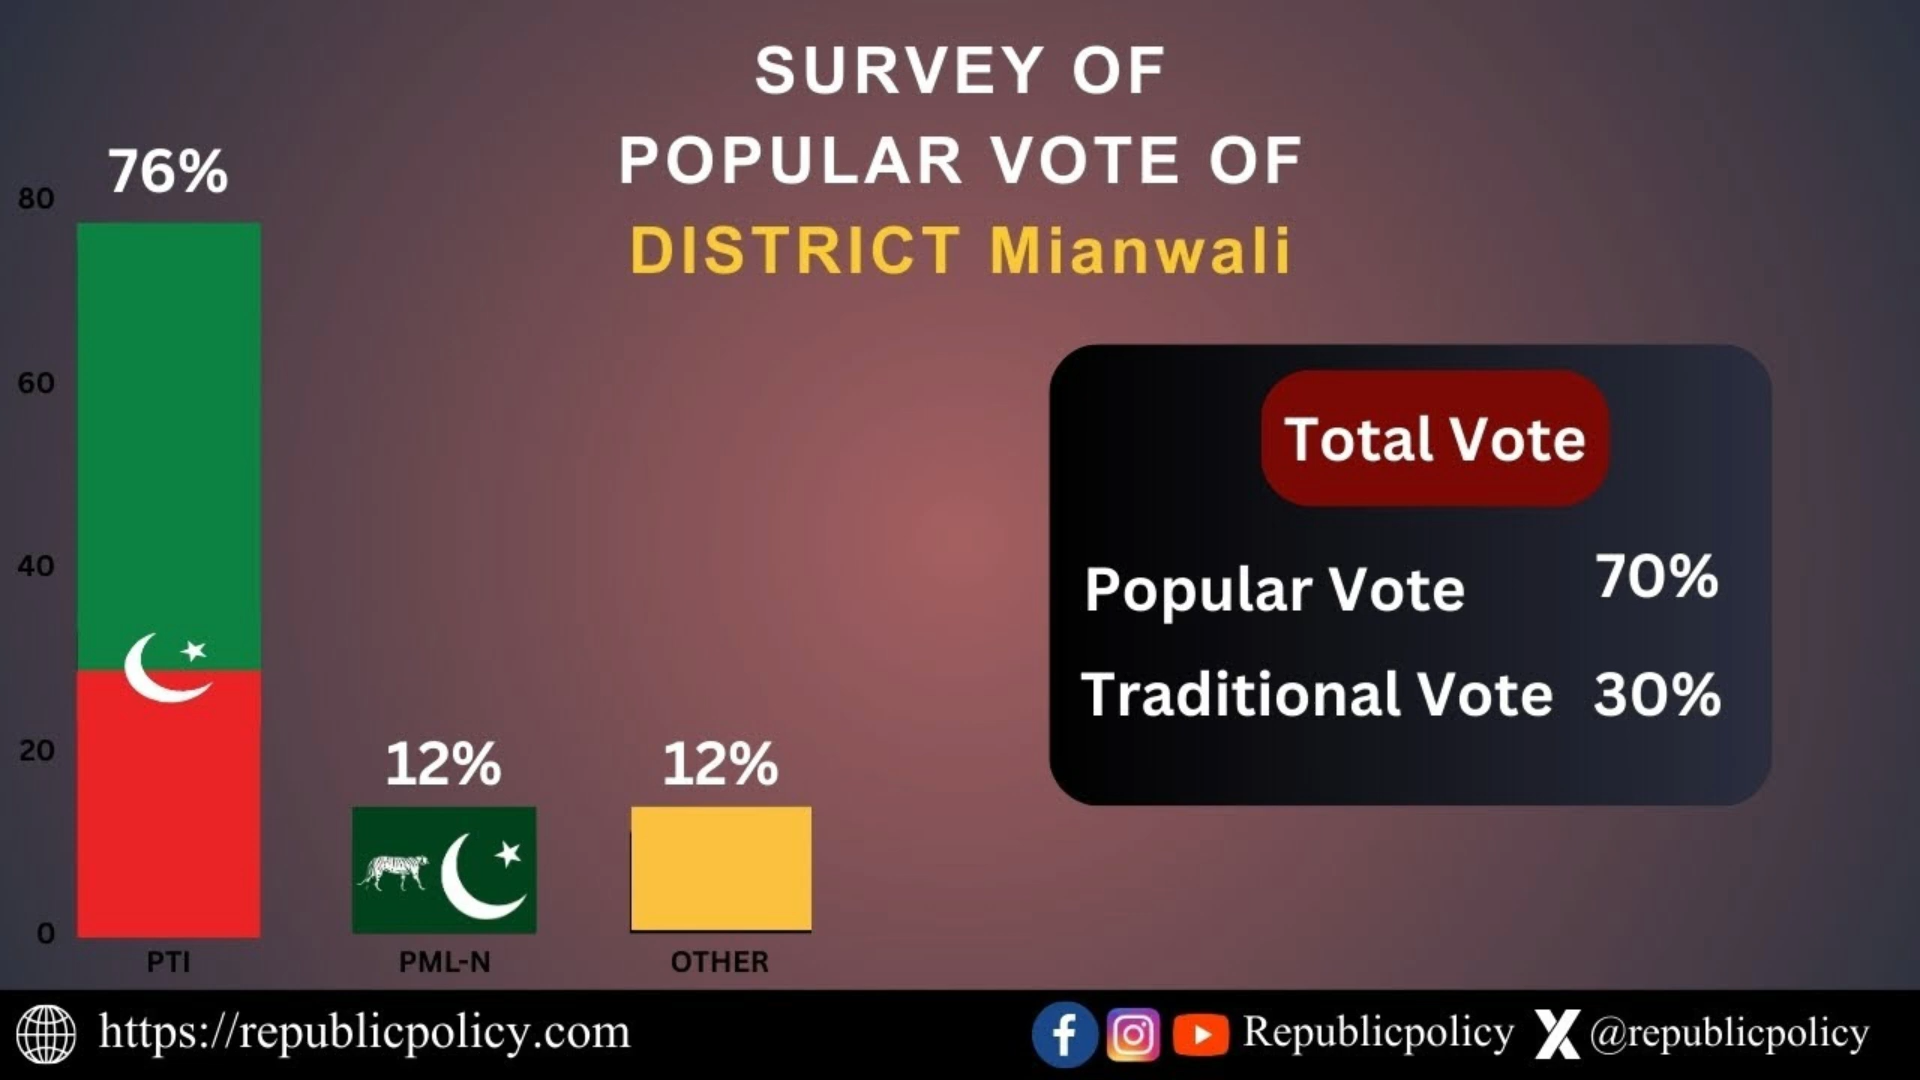 SURVEY OF
POPULAR VOTE OF
DISTRICT Mianwali
76%
80
60
40
20
0
12%
12%
PTI
PML-N
OTHER
Total Vote
Popular Vote 70%
Traditional Vote 30%
https://republicpolicy.com
Republicpolicy
@republicpolicy